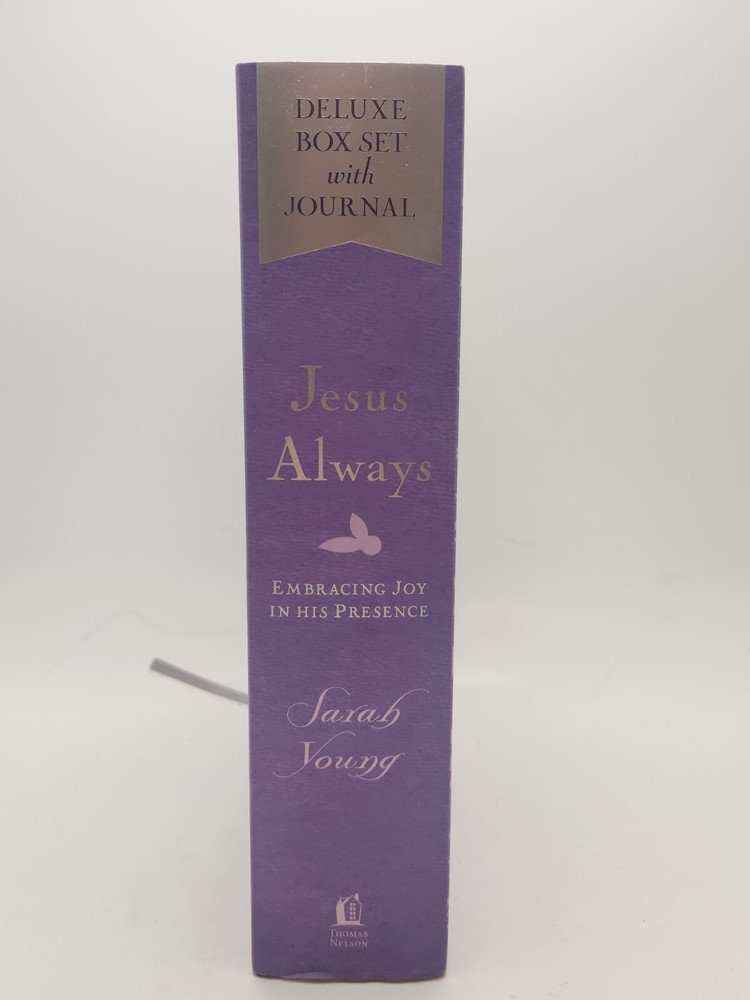 DELUXE
BOX SET
with
JOURNAL
Jesus
Always
EMBRACING JOY
IN HIS PRESENCE
Sarah
Young
THOMAS
NELSON